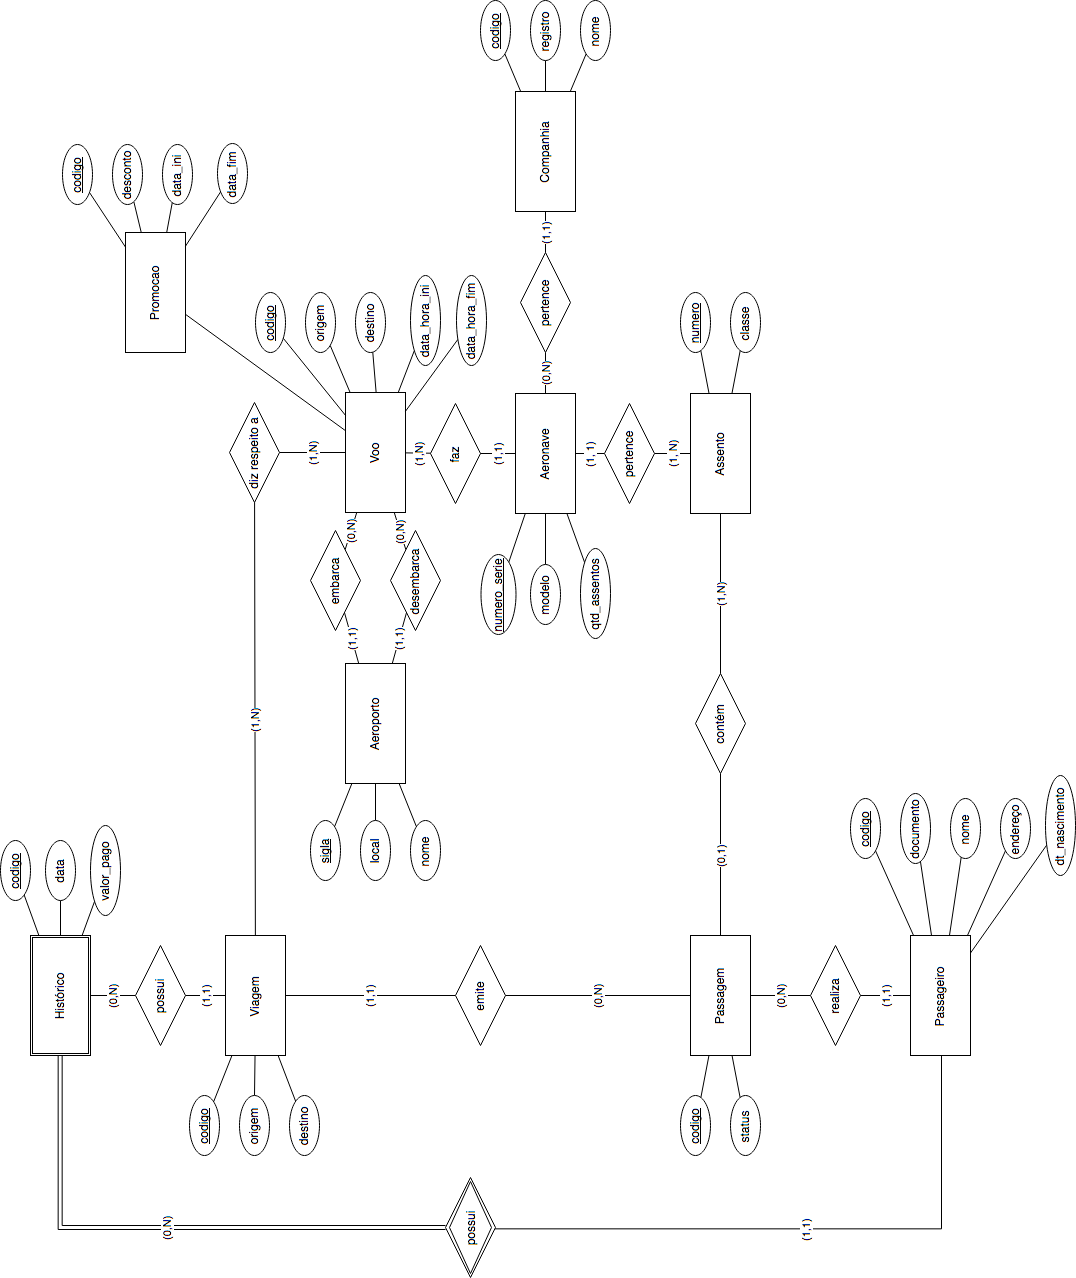 codigo
registro
nome
Companhia
(1,1)
pertence
(0,N)
codigo
desconto
data_ini
data_fim
Promocao
codigo
origem
destino
data_hora_ini
data_hora_fim
Voo
(1,N)
diz respeito a
(1,N)
(1,N)
faz
(1,1)
Aeronave
numero_serie
modelo
qtd_assentos
(1, 1)
pertence
(1, N)
numero
classe
Assento
(0,N)
embarca
(1,1)
(0,N)
desembarca
(1,1)
Aeroporto
sigla
local
nome
(1,N)
contém
(0,1)
codigo
data
valor_pago
Histórico
(0,N)
possui
(1,1)
Viagem
codigo
origem
destino
(1,1)
emite
(0,N)
Passagem
codigo
status
(0,N)
realiza
(1,1)
Passageiro
codigo
documento
nome
endereço
dt_nascimento
(0,N)
possui
(1,1)